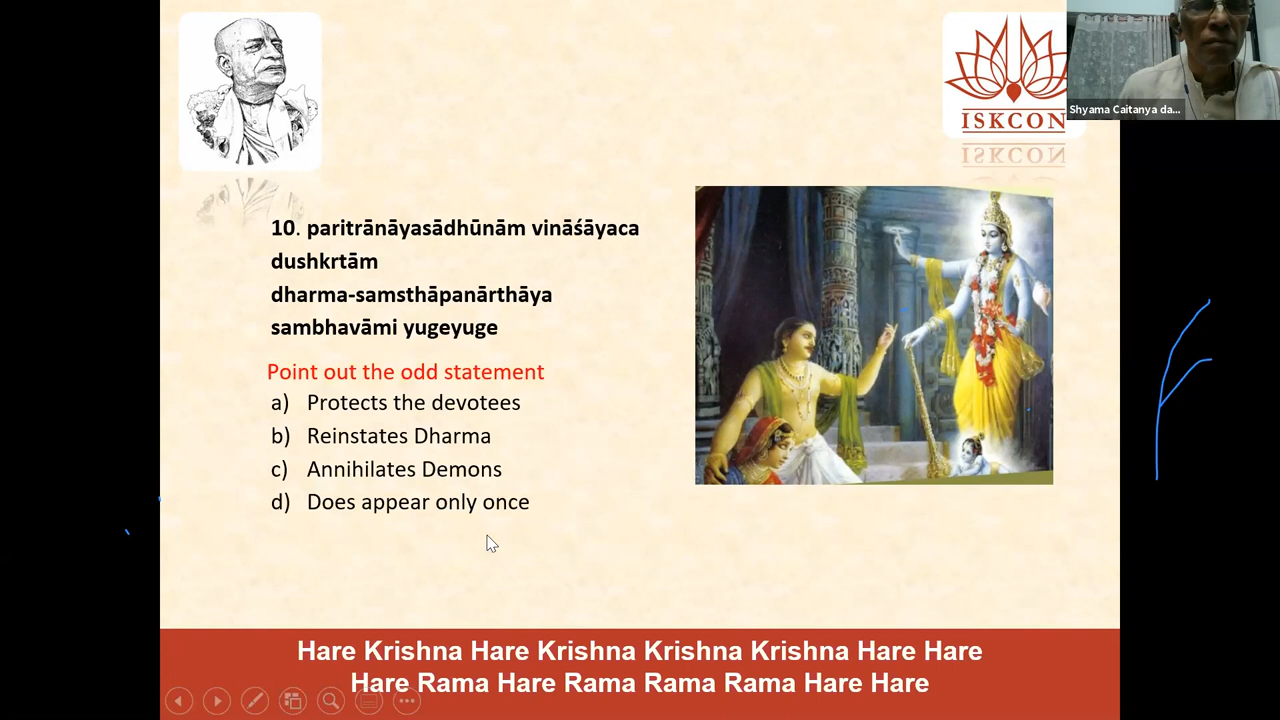 ISKCON
Shyama Caitanya da...
10. paritrānāyasādhūnām vināśāyaca
dushkrtām
dharma-samsthāpanārthāya
sambhavāmi yugeyuge
Point out the odd statement
a) Protects the devotees
b) Reinstates Dharma
c) Annihilates Demons
d) Does appear only once
Hare Krishna Hare Krishna Krishna Krishna Hare Hare
Hare Rama Hare Rama Rama Rama Hare Hare